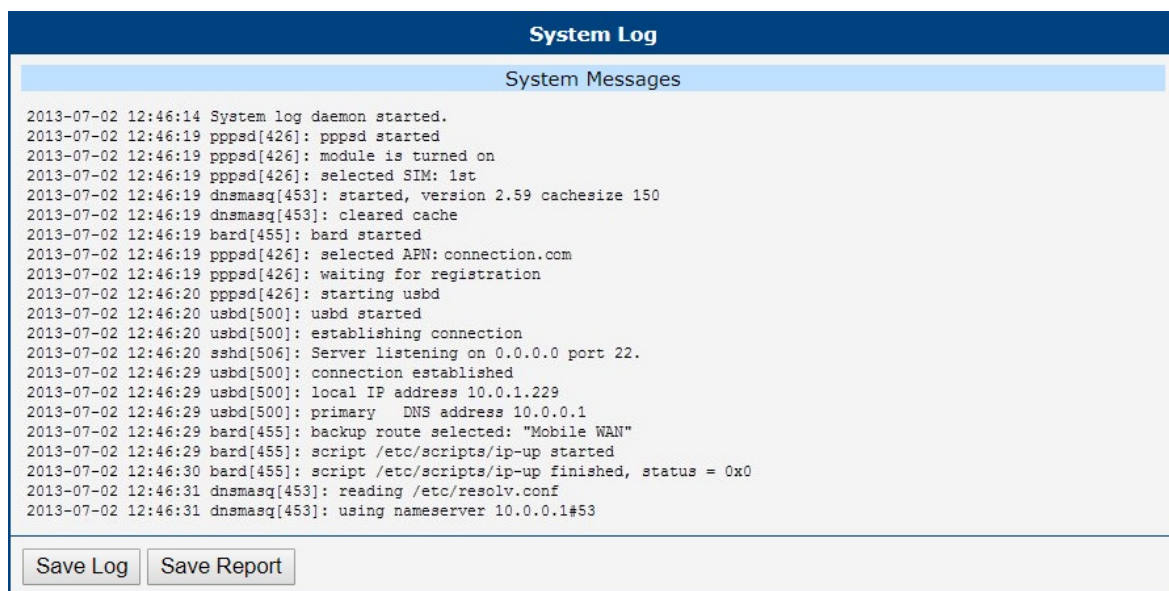 System Log
System Messages
2013-07-02 12:46:14 System log daemon started.
2013-07-02 12:46:19 pppsd[426]: pppsd started
2013-07-02 12:46:19 pppsd[426]: module is turned on
2013-07-02 12:46:19 pppsd[426]: selected SIM: 1st
2013-07-02 12:46:19 dnsmasq[453]: started, version 2.59 cachesize 150
2013-07-02 12:46:19 dnsmasq[453]: cleared cache
2013-07-02 12:46:19 bard[455]: bard started
2013-07-02 12:46:19 pppsd[426]: selected APN: connection.com
2013-07-02 12:46:19 pppsd[426]: waiting for registration
2013-07-02 12:46:20 pppsd[426]: starting usbd
2013-07-02 12:46:20 usbd[500]: usbd started
2013-07-02 12:46:20 usbd[500]: establishing connection
2013-07-02 12:46:20 sshd[506]: Server listening on 0.0.0.0 port 22.
2013-07-02 12:46:29 usbd[500]: connection established
2013-07-02 12:46:29 usbd[500]: local IP address 10.0.1.229
2013-07-02 12:46:29 usbd[500]: primary   DNS address 10.0.0.1
2013-07-02 12:46:29 bard[455]: backup route selected: "Mobile WAN"
2013-07-02 12:46:29 bard[455]: script /etc/scripts/ip-up started
2013-07-02 12:46:30 bard[455]: script /etc/scripts/ip-up finished, status = 0x0
2013-07-02 12:46:31 dnsmasq[453]: reading /etc/resolv.conf
2013-07-02 12:46:31 dnsmasq[453]: using nameserver 10.0.0.1#53
Save Log Save Report